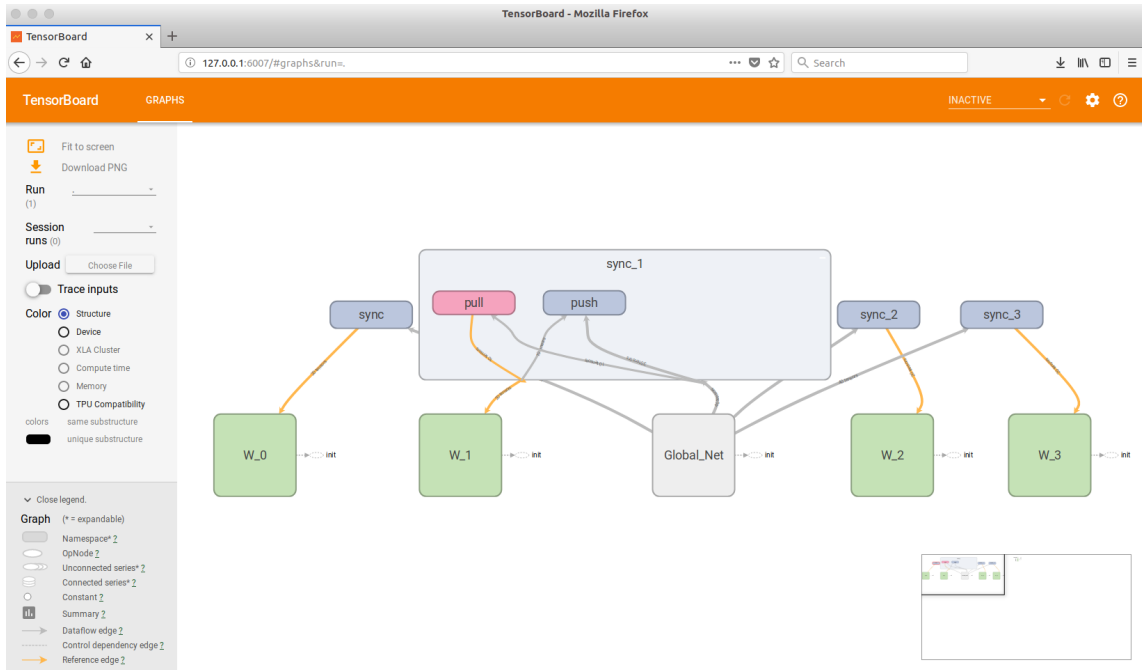 TensorBoard - Mozilla Firefox
TensorBoard
127.0.0.1:6007/#graphs&run=.
Search
TensorBoard
GRAPHS
INACTIVE
Fit to screen
Download PNG
Run
(1)
.
Session
runs (0)
Upload
Choose File
Trace inputs
Color
Structure
Device
XLA Cluster
Compute time
Memory
TPU Compatibility
colors
same substructure
unique substructure
Close legend.
Graph
(* = expandable)
Namespace* ?
OpNode ?
Unconnected series* ?
Connected series* ?
Constant ?
Summary ?
Dataflow edge ?
Control dependency edge ?
Reference edge ?
sync_1
pull
push
sync
sync_2
sync_3
W_0
init
W_1
init
Global_Net
init
W_2
init
W_3
init